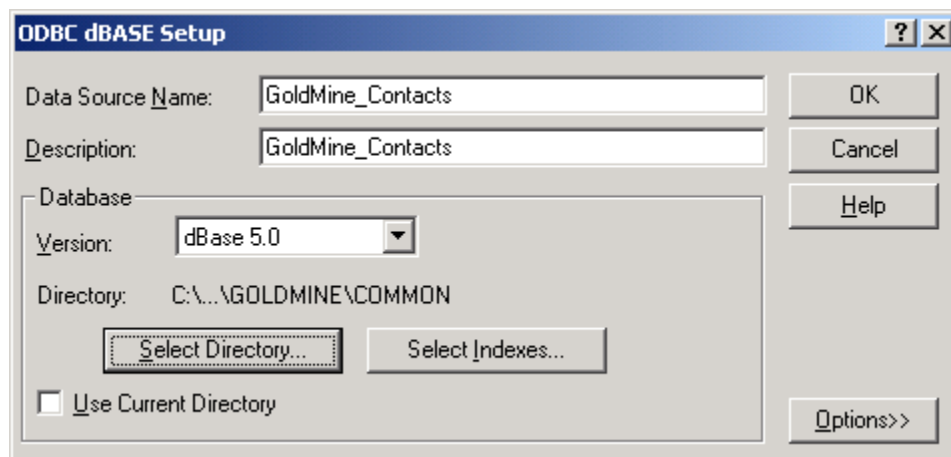 ODBC dBASE Setup
Data Source Name: GoldMine_Contacts OK
Description: GoldMine_Contacts Cancel
Database Help
Version: dBase 5.0
Directory: C:\...\GOLDMINE\COMMON
Select Directory... Select Indexes...
Use Current Directory
Options>>